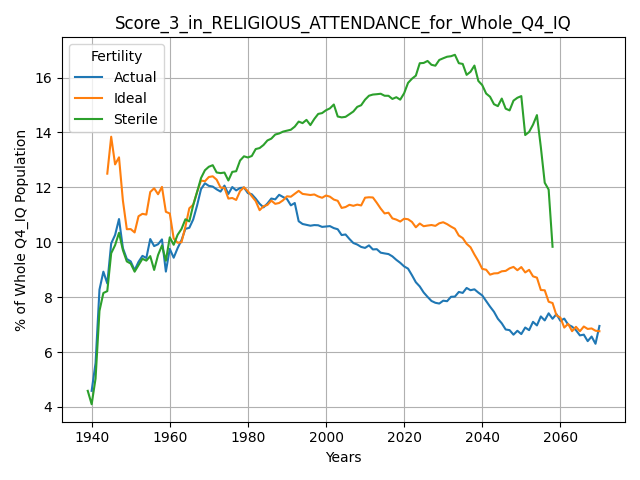 Score_3_in_RELIGIOUS_ATTENDANCE_for_Whole_Q4_IQ
Fertility
Actual
Ideal
Sterile
% of Whole Q4_IQ Population
16
14
12
10
8
6
4
1940 1960 1980 2000 2020 2040 2060
Years